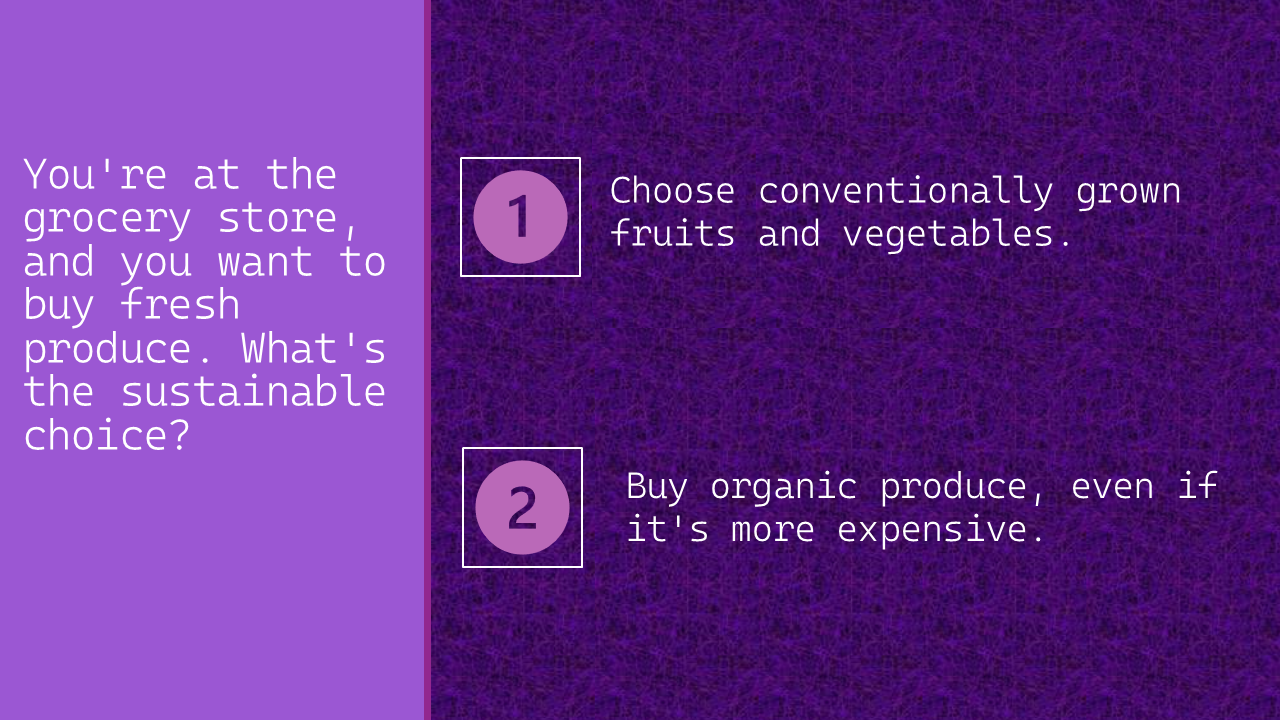 You're at the
grocery store,
and you want to
buy fresh
produce. What's
the sustainable
choice?
1
Choose conventionally grown
fruits and vegetables.
2
Buy organic produce, even if
it's more expensive.